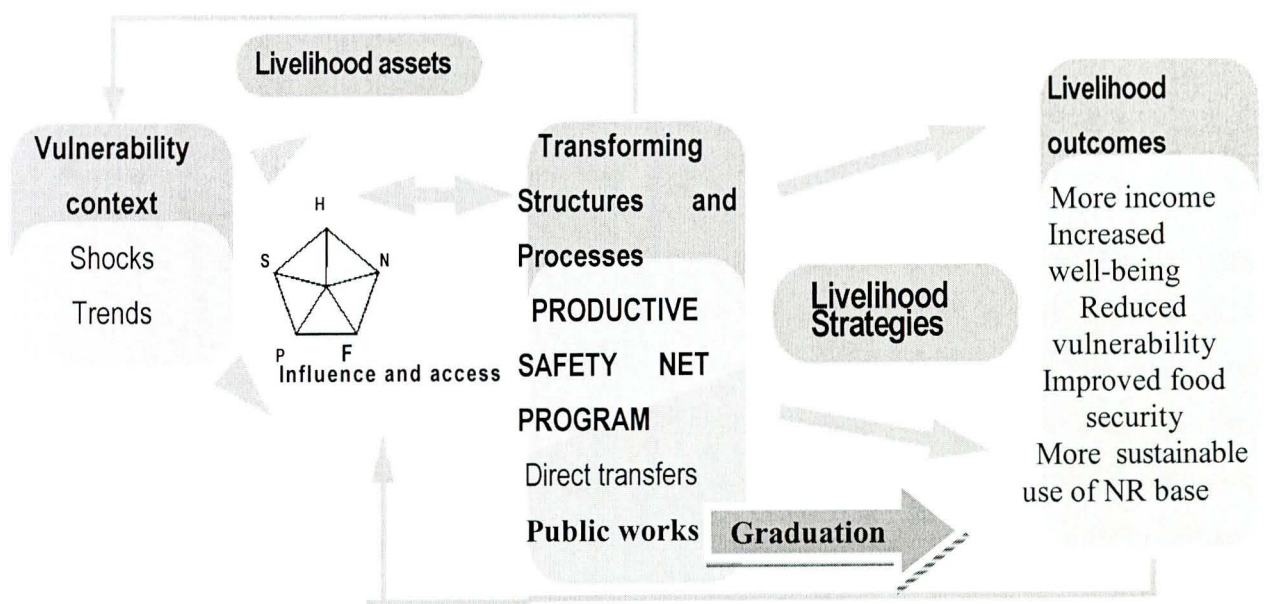 Livelihood assets
Vulnerability
context
Shocks
Trends
H
S
N
P
F
Influence and access
Transforming
Structures and
Processes
PRODUCTIVE
SAFETY NET
PROGRAM
Direct transfers
Public works
Graduation
Livelihood
Strategies
Livelihood
outcomes
More income
Increased
well-being
Reduced
vulnerability
Improved food
security
More sustainable
use of NR base